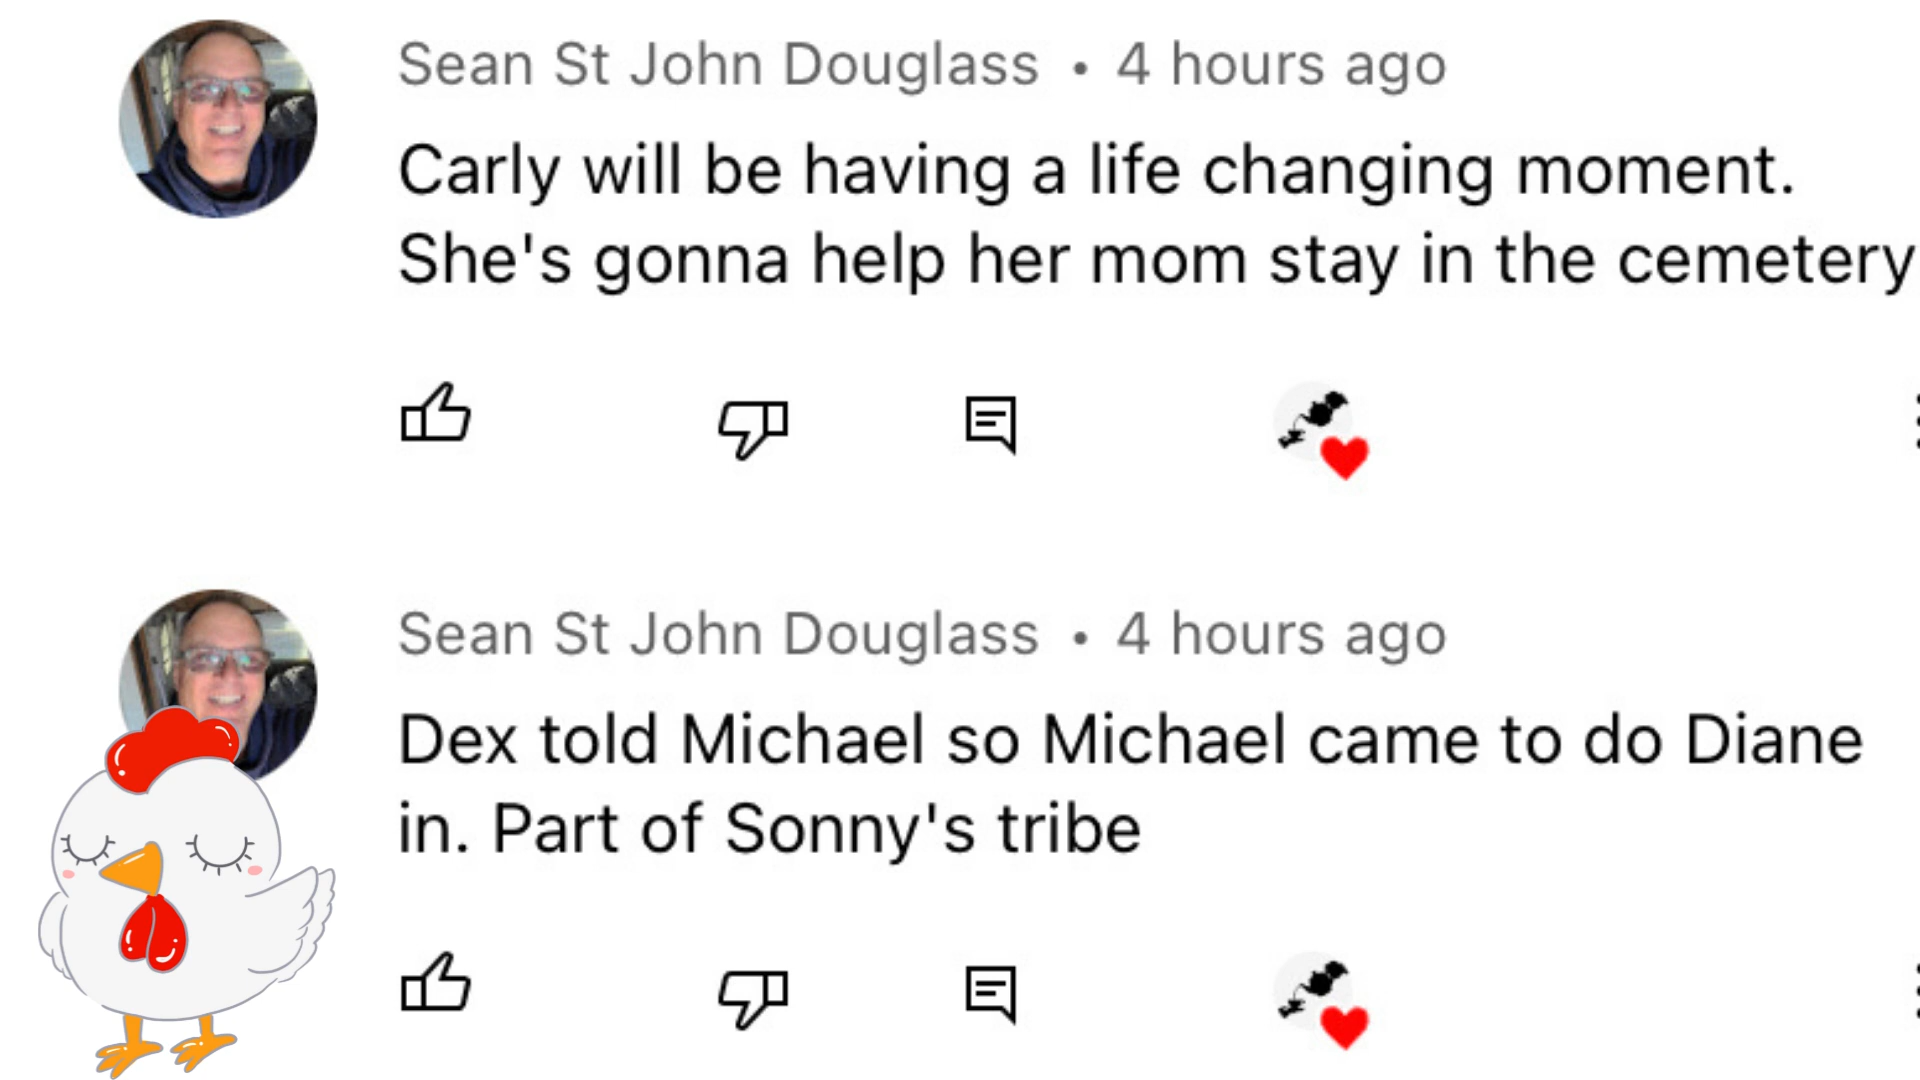 Sean St John Douglass • 4 hours ago
Carly will be having a life changing moment.
She's gonna help her mom stay in the cemetery
Sean St John Douglass • 4 hours ago
Dex told Michael so Michael came to do Diane
in. Part of Sonny's tribe